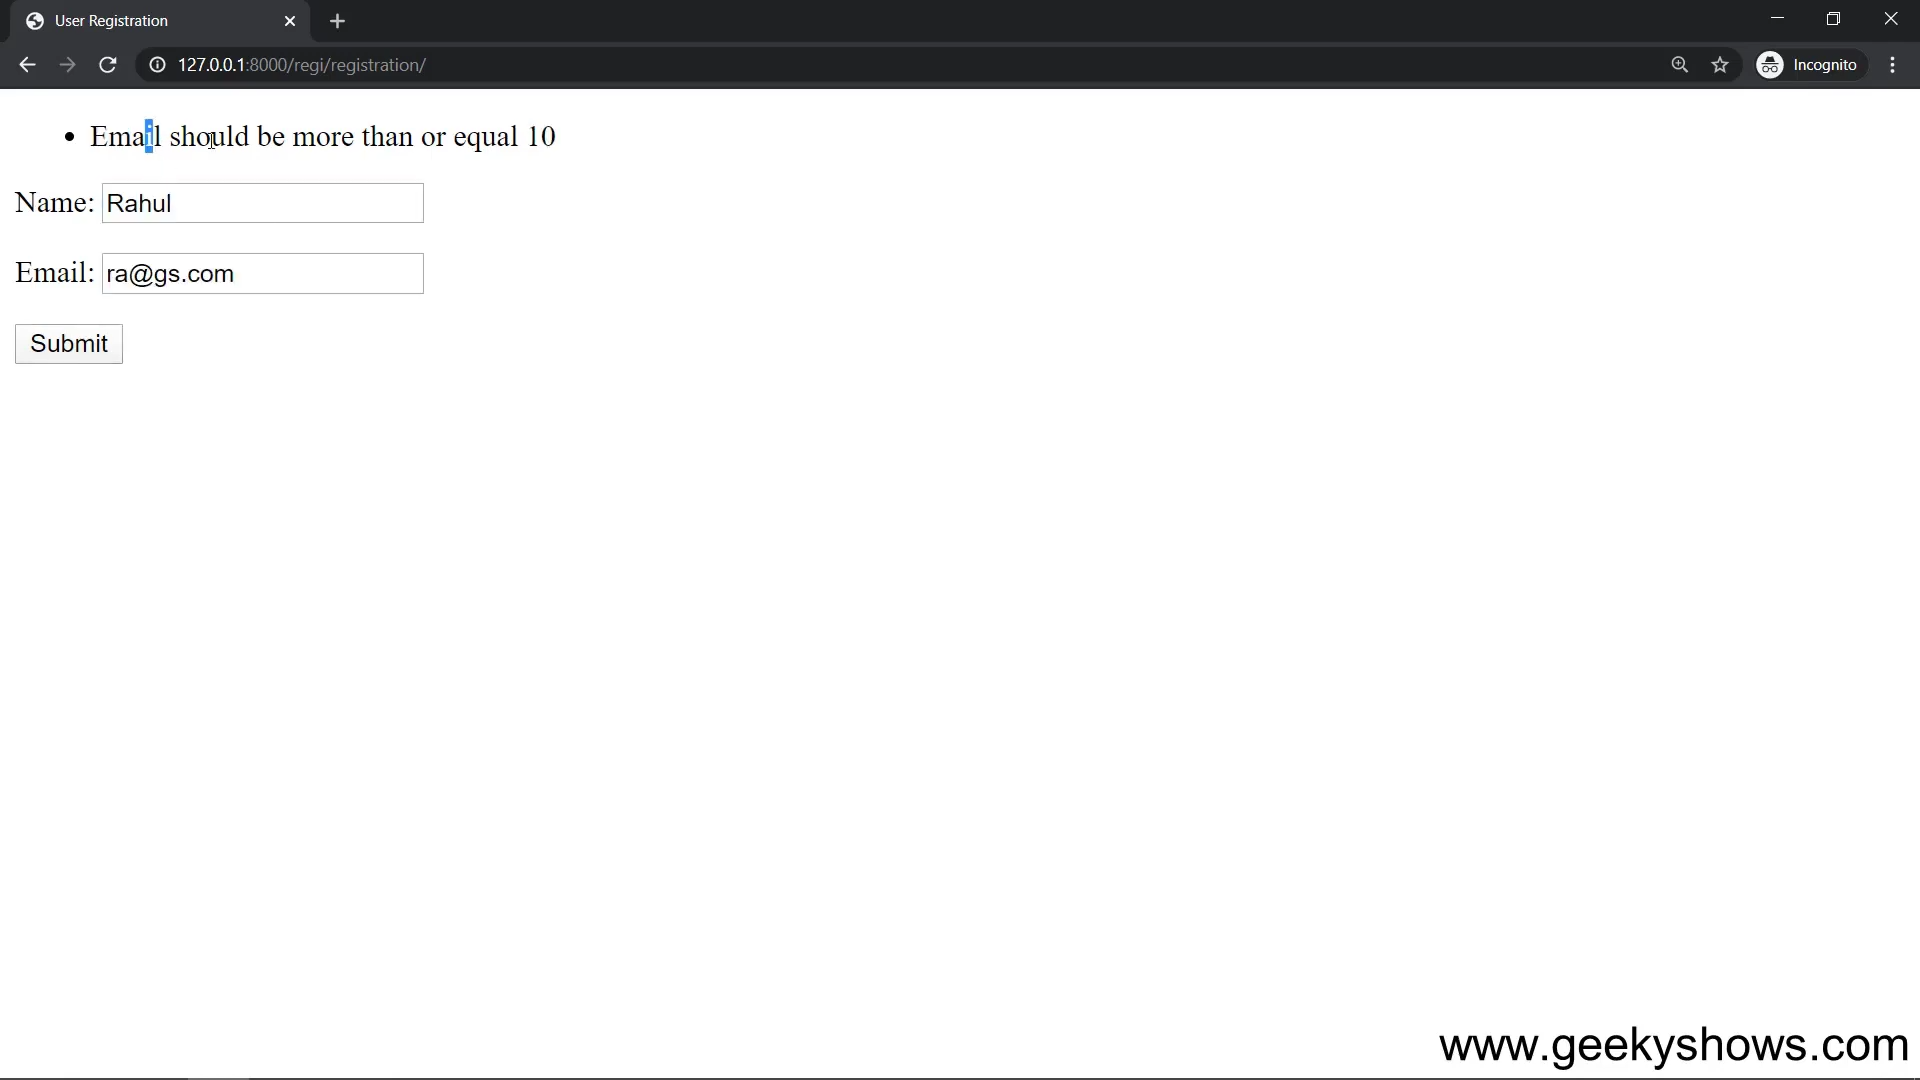 User Registration
127.0.0.1:8000/regi/registration/
Incognito
• Email should be more than or equal 10
Name: Rahul
Email: ra@gs.com
Submit
www.geekyshows.com